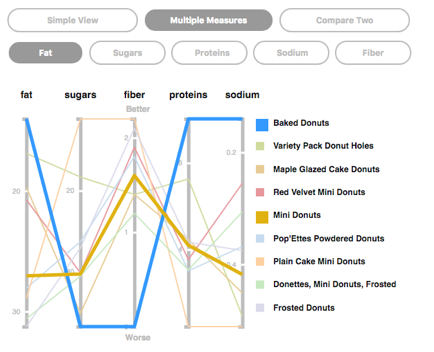 Simple View
Multiple Measures
Compare Two
Fat
Sugars
Proteins
Sodium
Fiber
fat sugars fiber proteins sodium
Better
Baked Donuts
Variety Pack Donut Holes
Maple Glazed Cake Donuts
Red Velvet Mini Donuts
Mini Donuts
Pop'Ettes Powdered Donuts
Plain Cake Mini Donuts
Donettes, Mini Donuts, Frosted
Frosted Donuts
2
0.2
20
20
1
0.4
30
Worse